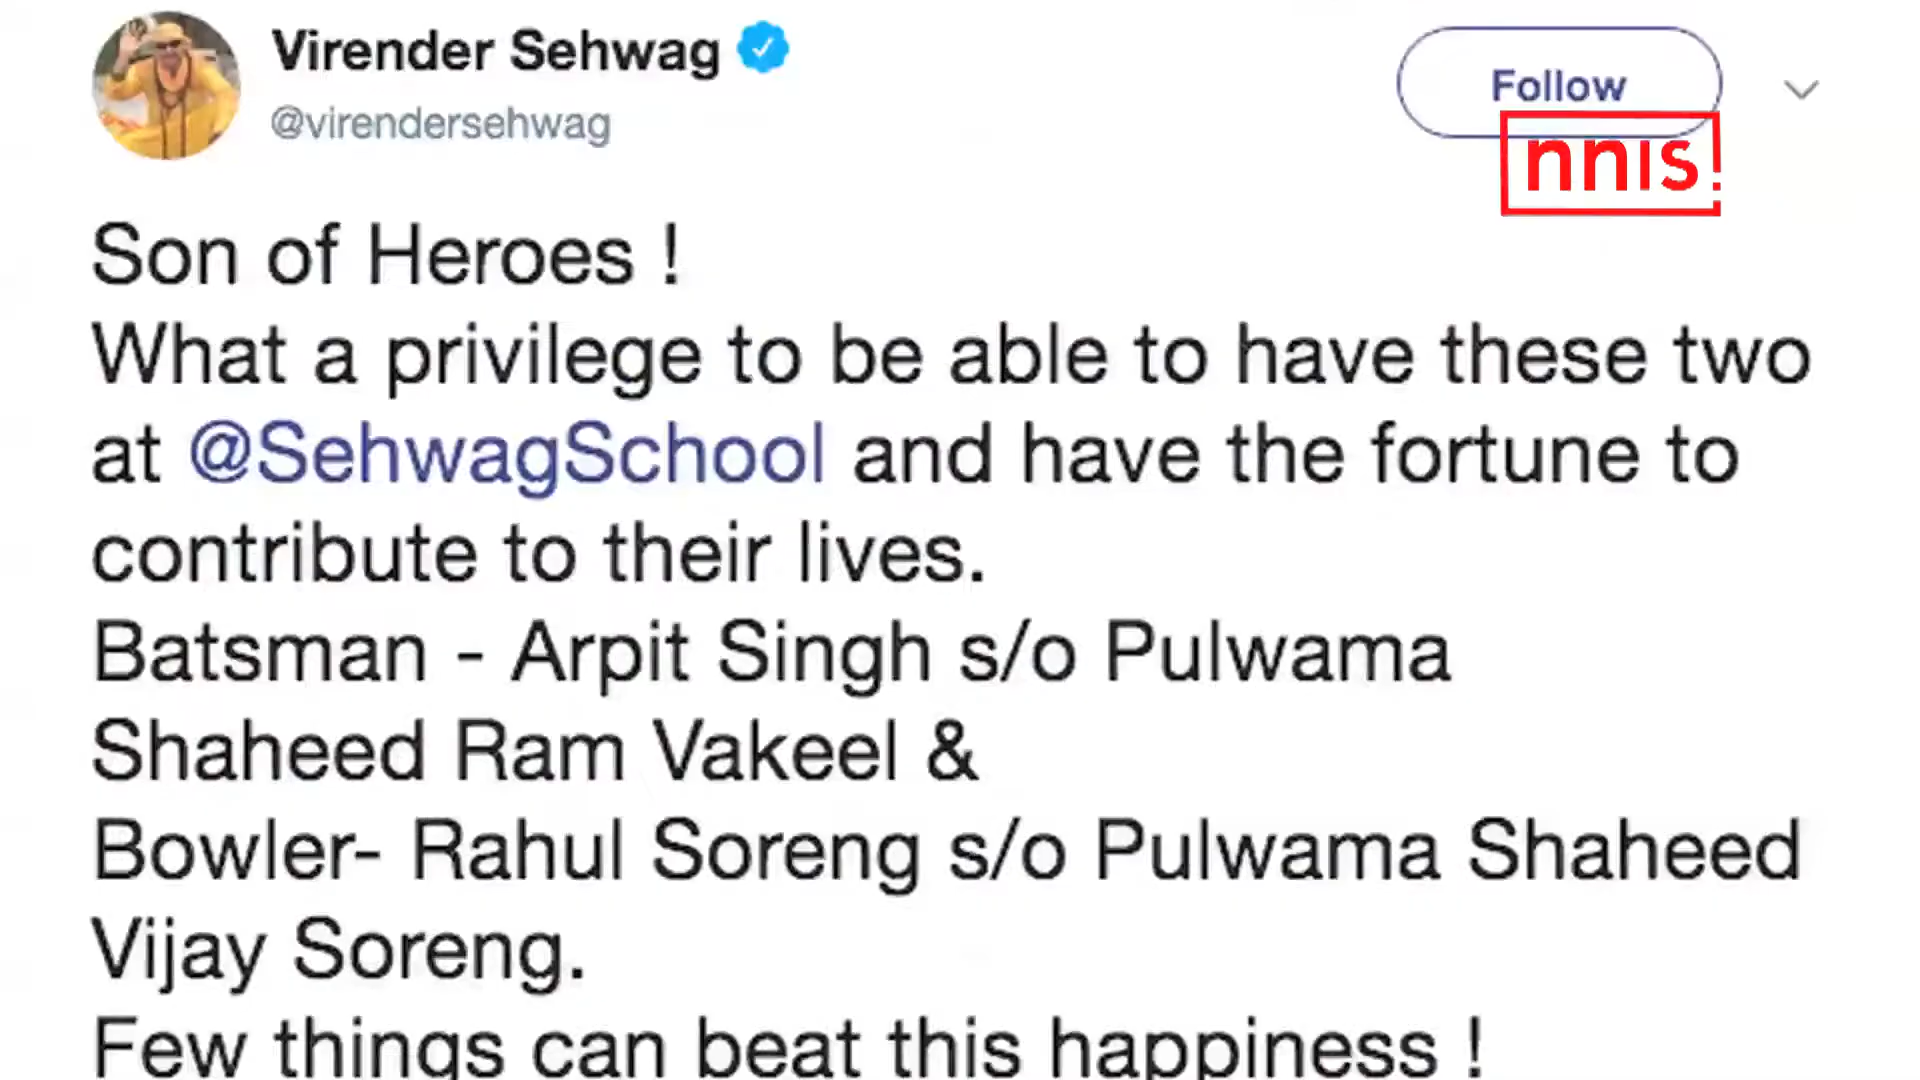 Virender Sehwag
@virendersehwag
Follow
nnis!
Son of Heroes !
What a privilege to be able to have these two
at @SehwagSchool and have the fortune to
contribute to their lives.
Batsman - Arpit Singh s/o Pulwama
Shaheed Ram Vakeel &
Bowler- Rahul Soreng s/o Pulwama Shaheed
Vijay Soreng.
Few things can beat this happiness !